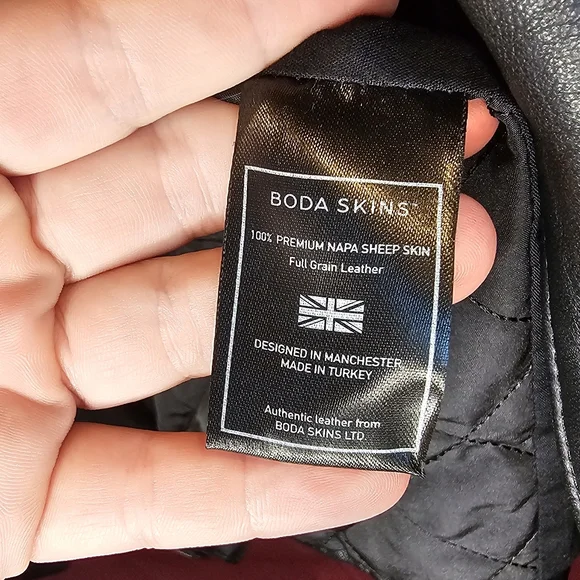 BODA SKINS™
100% PREMIUM NAPA SHEEP SKIN
Full Grain Leather
DESIGNED IN MANCHESTER
MADE IN TURKEY
Authentic leather from
BODA SKINS LTD.